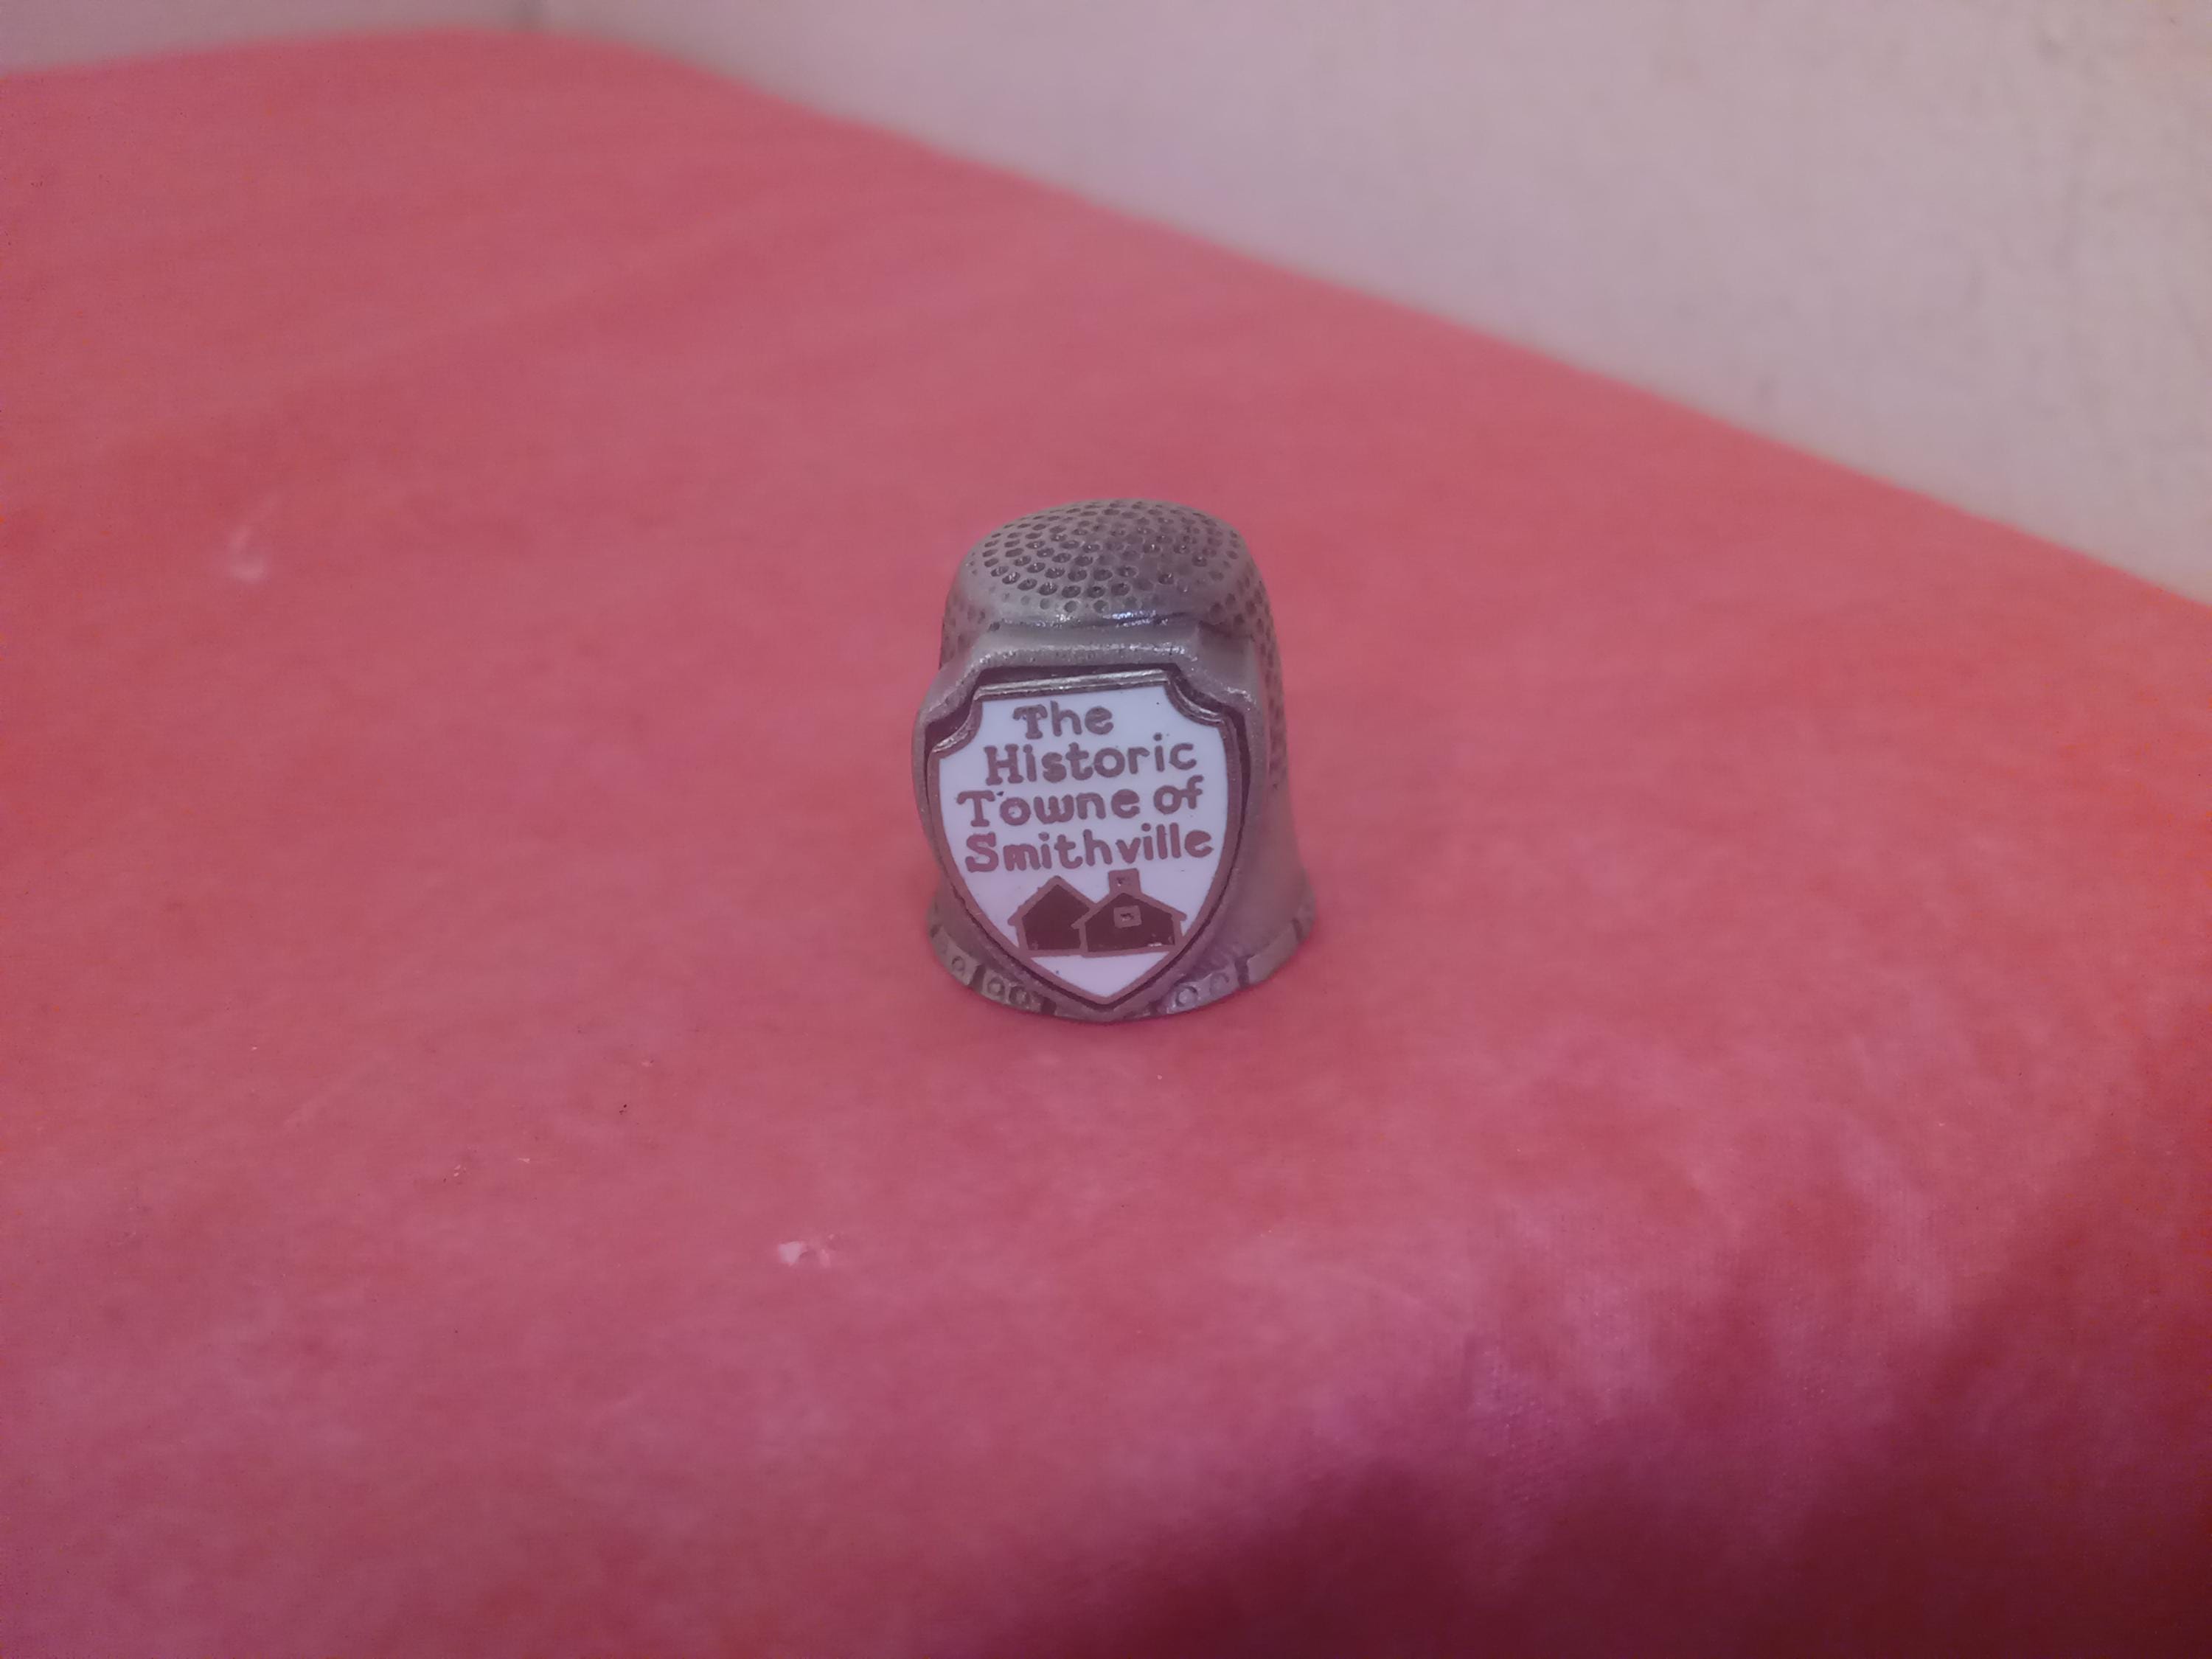 The
Historic
Towne of
Smithville